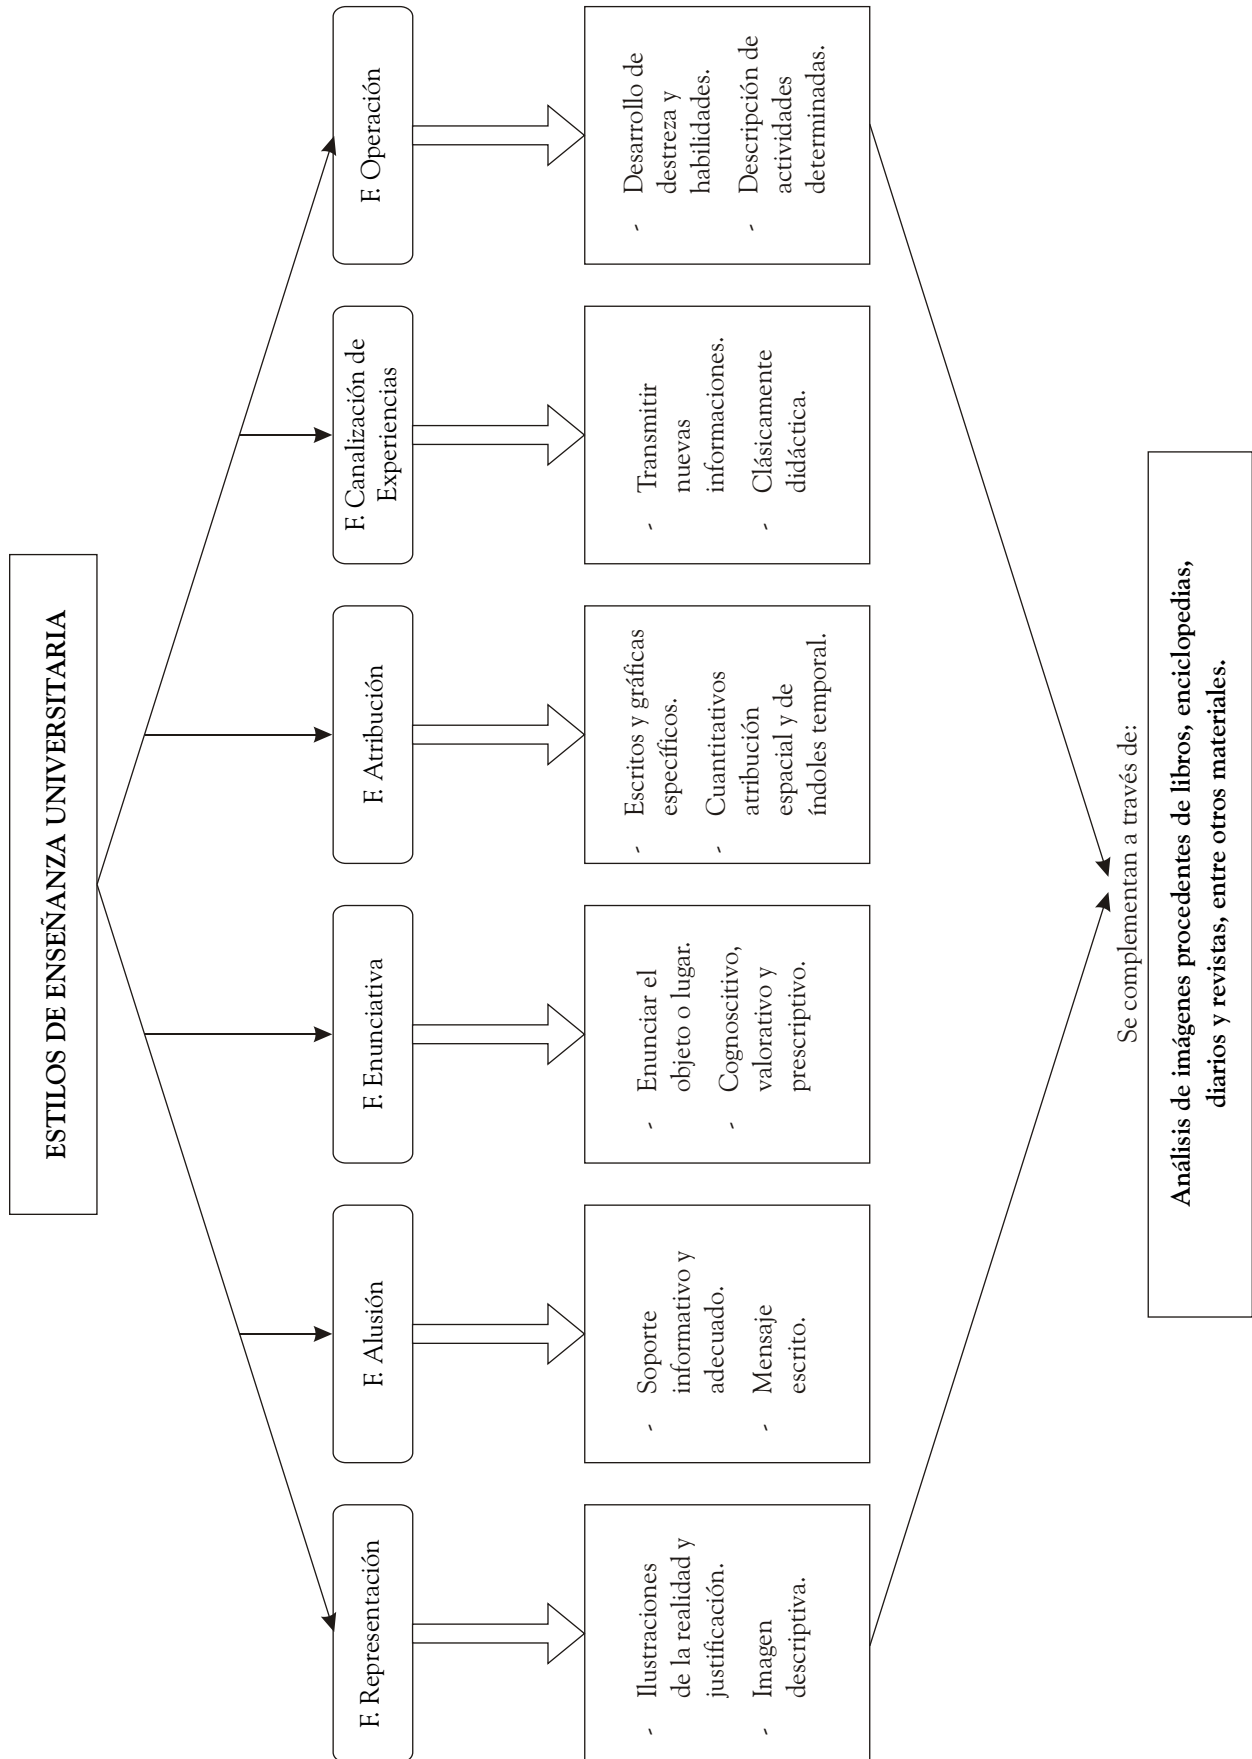 ESTILOS DE ENSEÑANZA UNIVERSITARIA
F. Representación
F. Alusión
F. Enunciativa
F. Atribución
F. Canalización de
Experiencias
F. Operación
- Ilustraciones
de la realidad y
justificación.
- Imagen
descriptiva.
- Soporte
informativo y
adecuado.
- Mensaje
escrito.
- Enunciar el
objeto o lugar.
- Cognoscitivo,
valorativo y
prescriptivo.
- Escritos y gráficas
específicos.
- Cuantitativos
atribución
espacial y de
índoles temporal.
- Transmitir
nuevas
informaciones.
- Clásicamente
didáctica.
- Desarrollo de
destreza y
habilidades.
- Descripción de
actividades
determinadas.
Se complementan a través de:
Análisis de imágenes procedentes de libros, enciclopedias,
diarios y revistas, entre otros materiales.